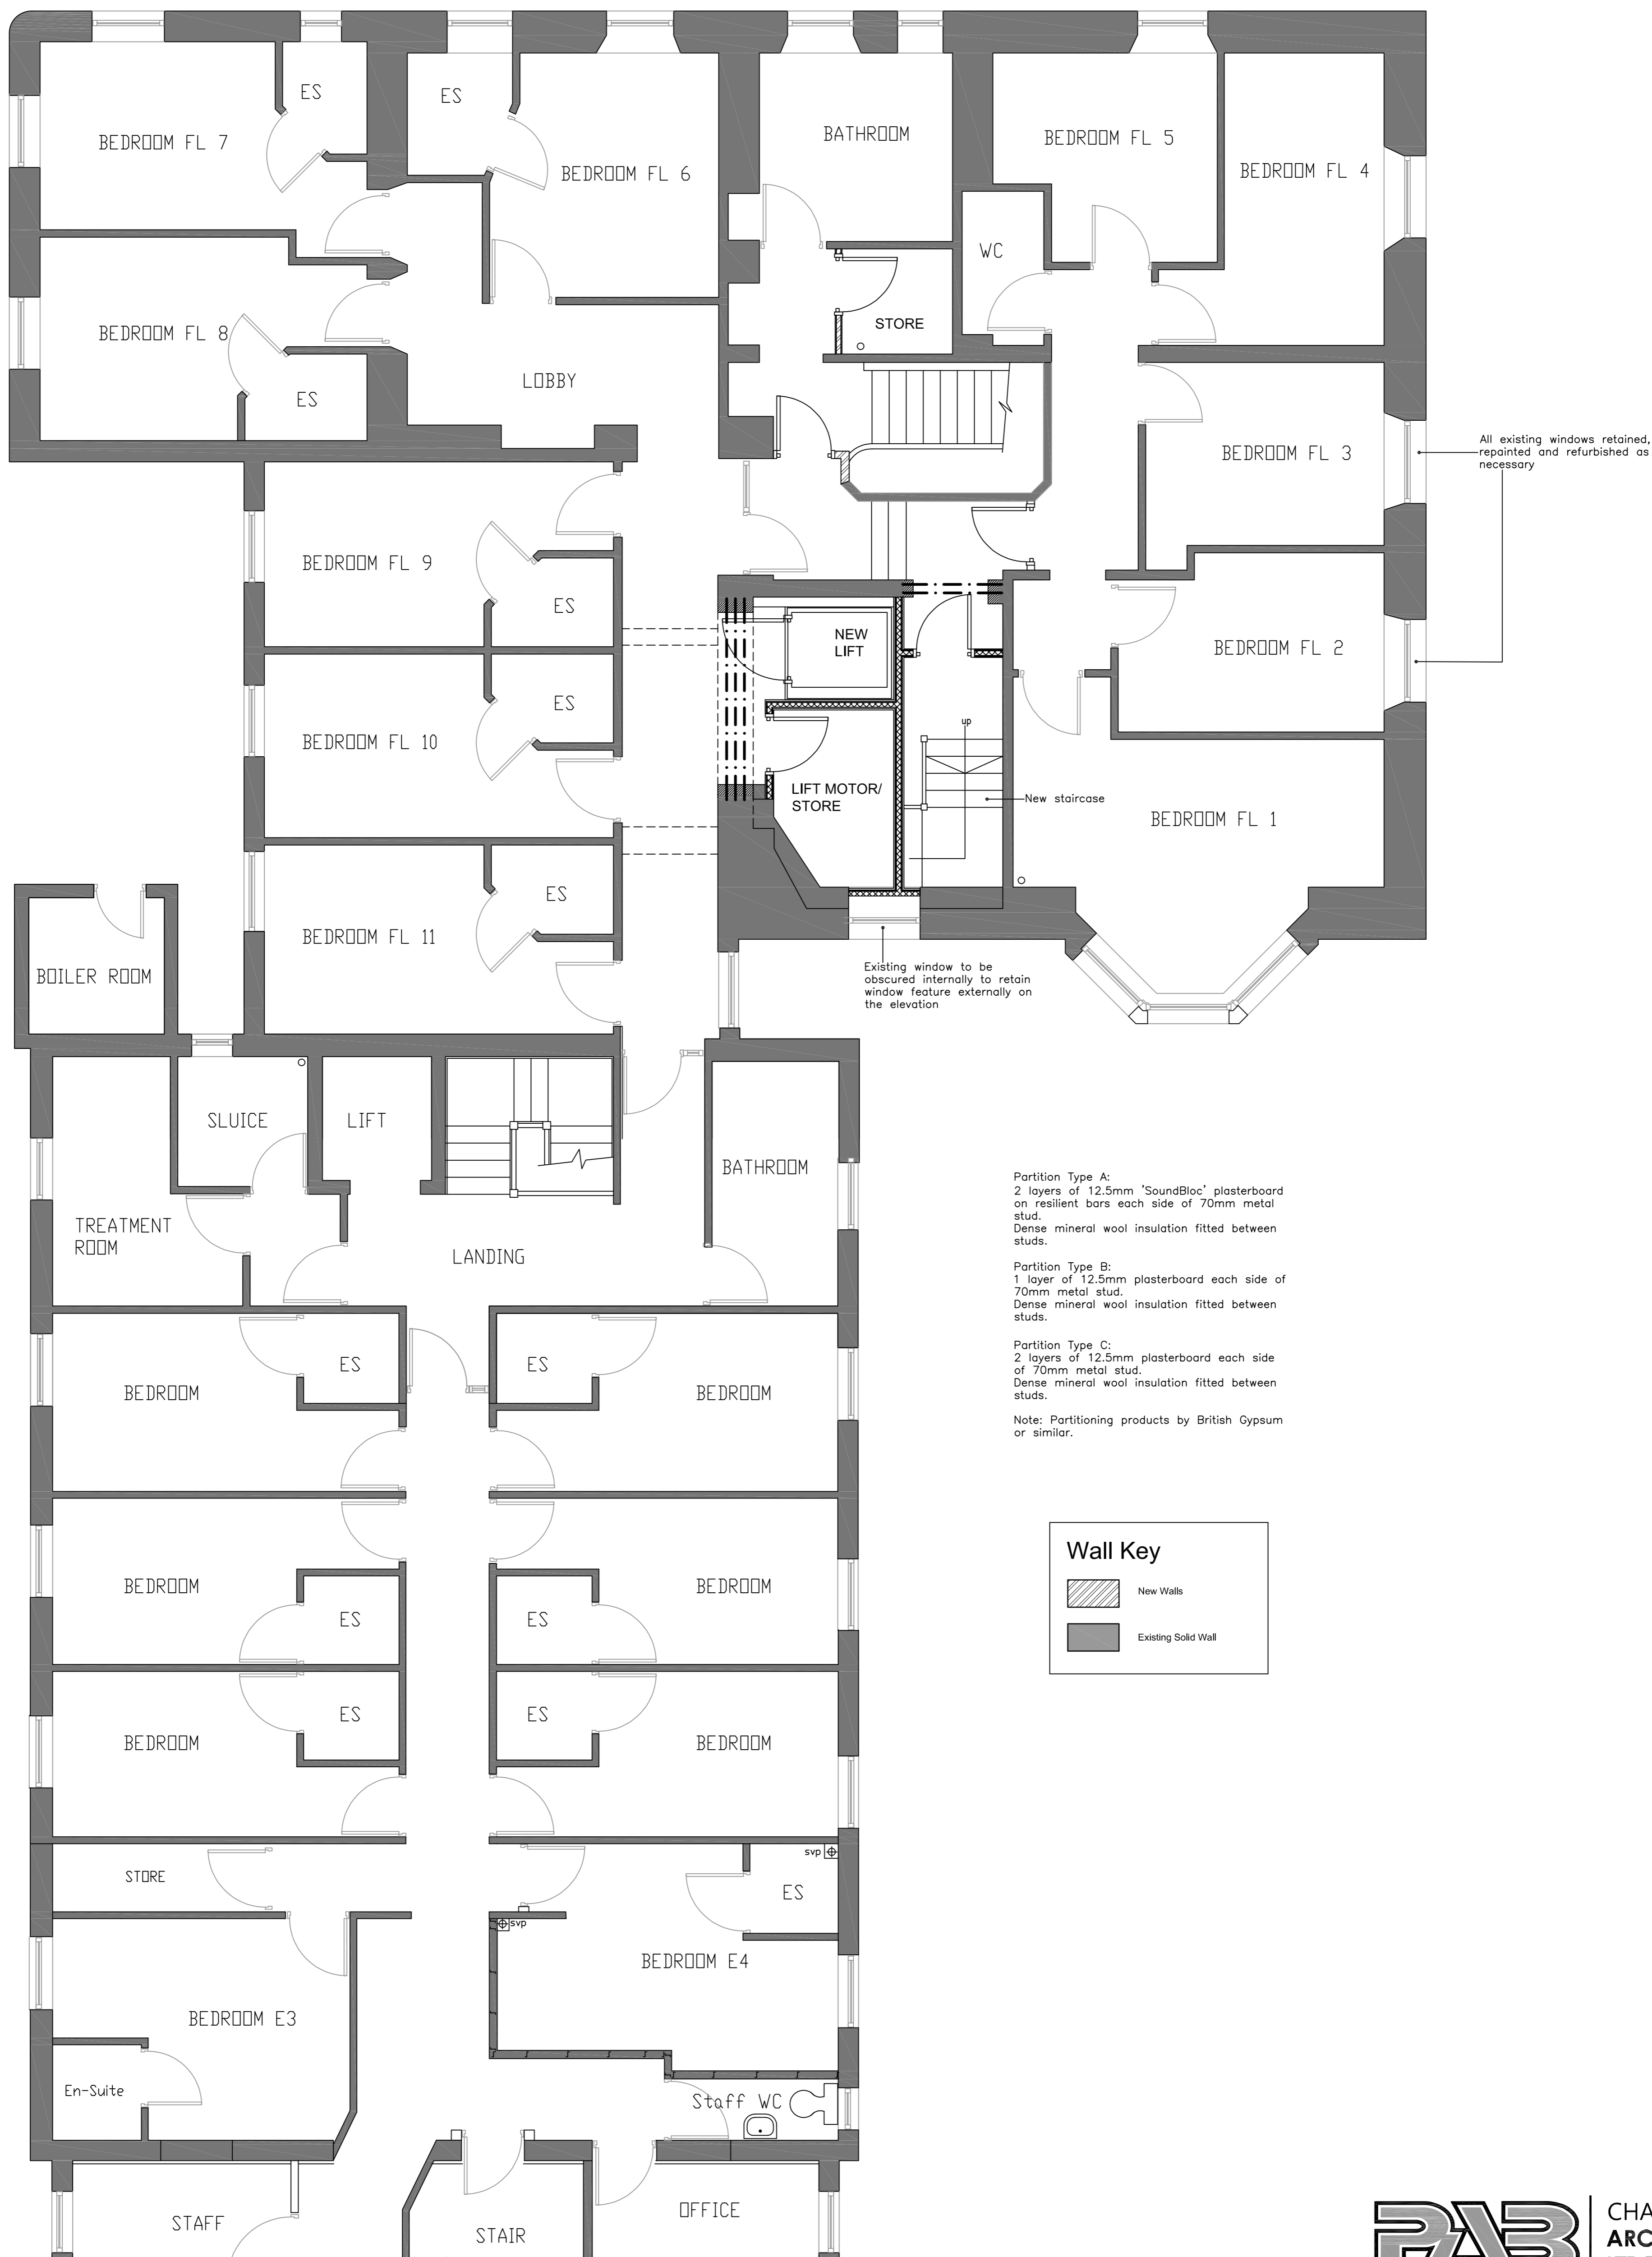 ES
ES
BEDROOM FL 7
BEDROOM FL 6
BATHROOM
BEDROOM FL 5
BEDROOM FL 4
WC
STORE
BEDROOM FL 8
ES
LOBBY
BEDROOM FL 3
All existing windows retained,
repainted and refurbished as
necessary
BEDROOM FL 9
ES
NEW
LIFT
BEDROOM FL 2
BEDROOM FL 10
ES
up
LIFT MOTOR/
STORE
New staircase
BEDROOM FL 1
BEDROOM FL 11
ES
BOILER ROOM
Existing window to be
obscured internally to retain
window feature externally on
the elevation
SLUICE
LIFT
BATHROOM
TREATMENT
ROOM
LANDING
Partition Type A:
2 layers of 12.5mm 'SoundBloc' plasterboard
on resilient bars each side of 70mm metal
stud.
Dense mineral wool insulation fitted between
studs.
Partition Type B:
1 layer of 12.5mm plasterboard each side of
70mm metal stud.
Dense mineral wool insulation fitted between
studs.
Partition Type C:
2 layers of 12.5mm plasterboard each side
of 70mm metal stud.
Dense mineral wool insulation fitted between
studs.
Note: Partitioning products by British Gypsum
or similar.
ES
ES
BEDROOM
BEDROOM
BEDROOM
BEDROOM
ES
ES
Wall Key
New Walls
Existing Solid Wall
ES
ES
BEDROOM
BEDROOM
STORE
svp
ES
svp
BEDROOM E4
BEDROOM E3
En-Suite
Staff WC
STAFF
STAIR
OFFICE
PAB
CHA
ARC